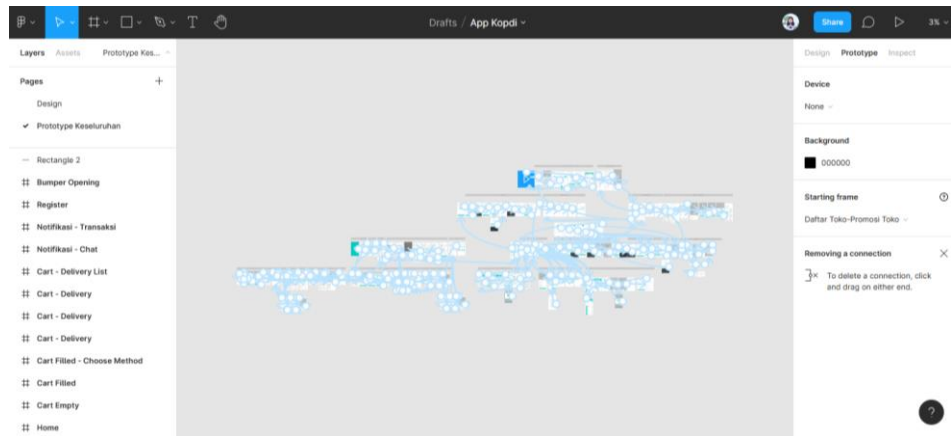 Drafts / App Kopdi
Share
3%
Layers Assets Prototype Kes...
Design Prototype Inspect
Pages
Design
Prototype Keseluruhan
Rectangle 2
Bumper Opening
Register
Notifikasi - Transaksi
Notifikasi - Chat
Cart - Delivery List
Cart - Delivery
Cart - Delivery
Cart - Delivery
Cart Filled - Choose Method
Cart Filled
Cart Empty
Home
Device
None
Background
000000
Starting frame
Daftar Toko-Promosi Toko
Removing a connection
To delete a connection, click
and drag on either end.
?